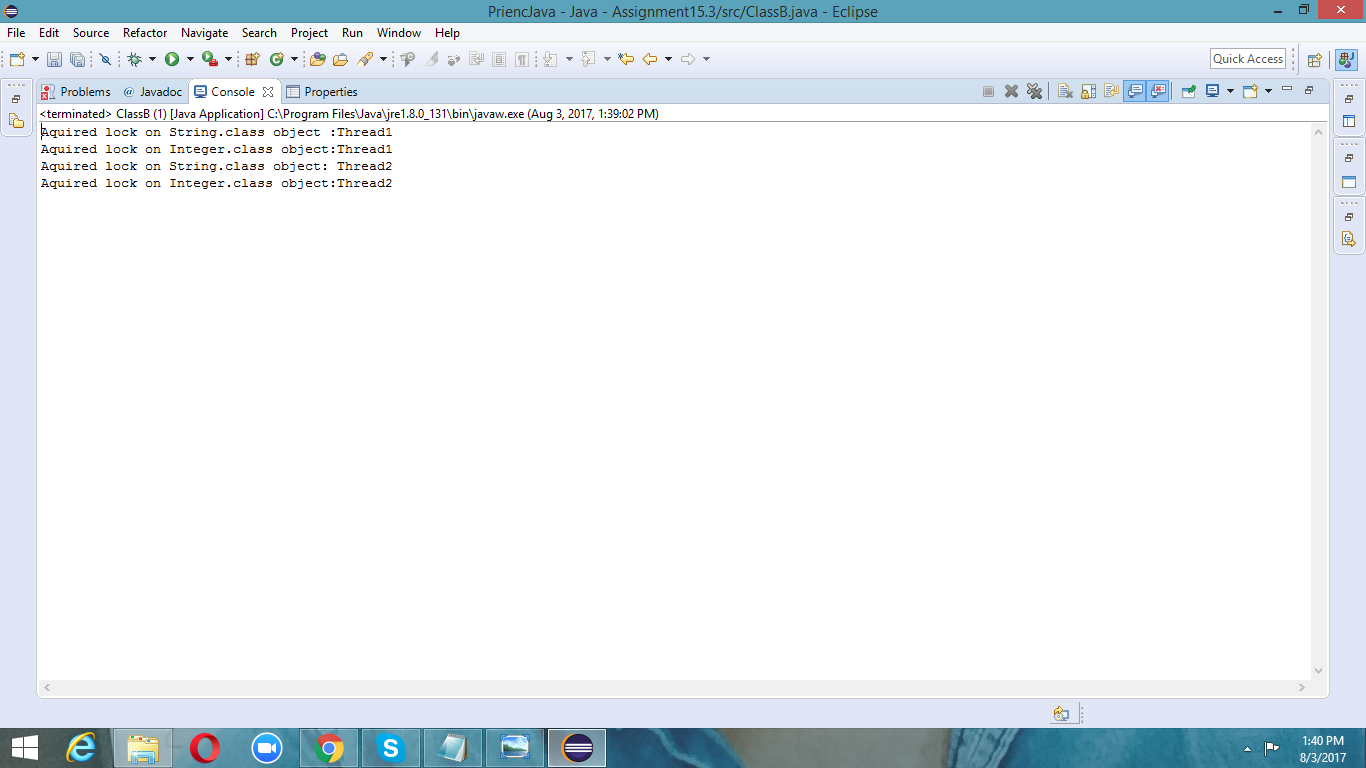 PriencJava - Java - Assignment15.3/src/ClassB.java - Eclipse
File Edit Source Refactor Navigate Search Project Run Window Help
Quick Access
Problems @ Javadoc Console Properties
<terminated> ClassB (1) [Java Application] C:\Program Files\Java\jre1.8.0_131\bin\javaw.exe (Aug 3, 2017, 1:39:02 PM)
Aquired lock on String.class object :Thread1
Aquired lock on Integer.class object:Thread1
Aquired lock on String.class object: Thread2
Aquired lock on Integer.class object:Thread2
1:40 PM
8/3/2017